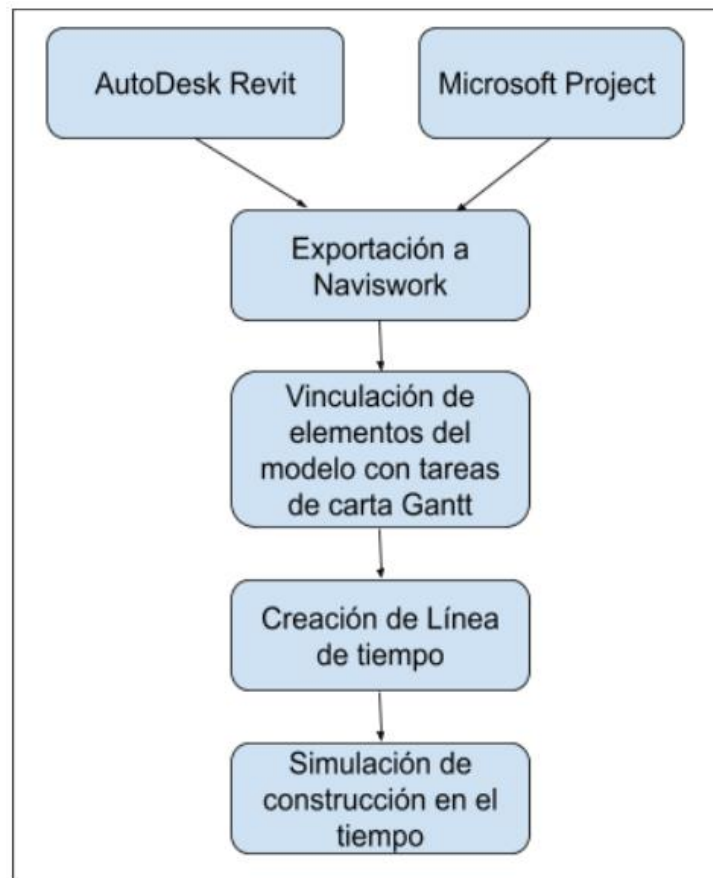 AutoDesk Revit
Microsoft Project
Exportación a
Naviswork
Vinculación de
elementos del
modelo con tareas
de carta Gantt
Creación de Línea
de tiempo
Simulación de
construcción en el
tiempo